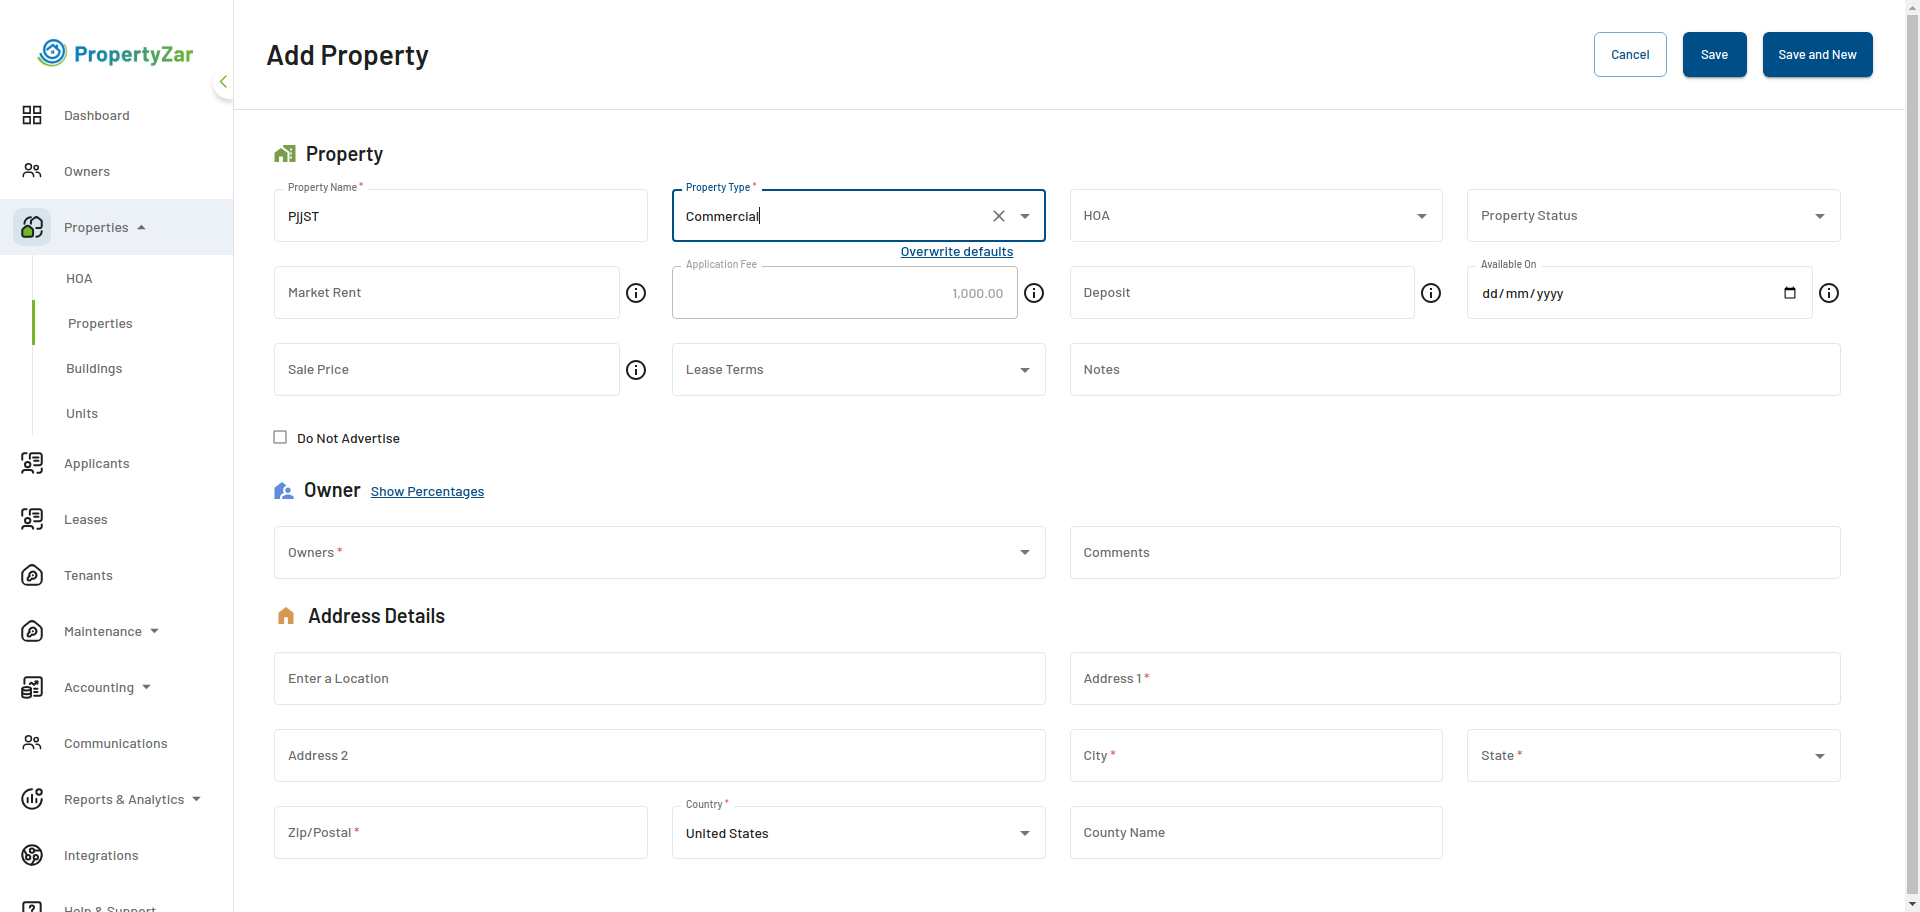 PropertyZar
Dashboard
Owners
Properties
HOA
Properties
Buildings
Units
Applicants
Leases
Tenants
Maintenance
Accounting
Communications
Reports & Analytics
Integrations
Help & Support
Add Property
Cancel
Save
Save and New
Property
Property Name *
PjjST
Property Type *
Commercial
HOA
Property Status
Overwrite defaults
Market Rent
Application Fee
1,000.00
Deposit
Available On
dd/mm/yyyy
Sale Price
Lease Terms
Notes
Do Not Advertise
Owner Show Percentages
Owners *
Comments
Address Details
Enter a Location
Address 1 *
Address 2
City *
State *
Zip/Postal *
Country *
United States
County Name